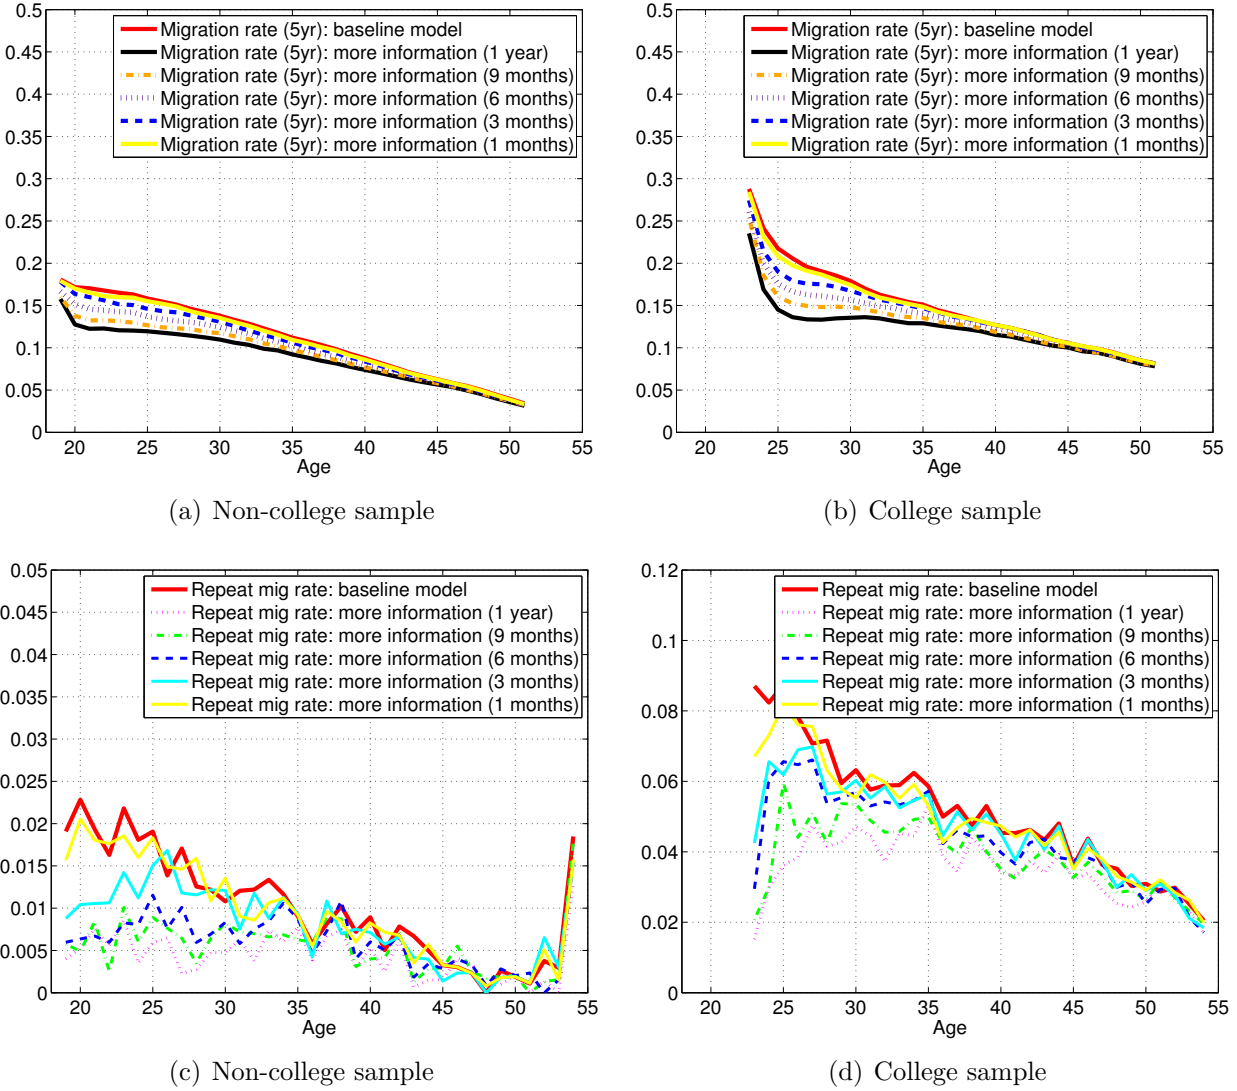 0.5
0.45
0.4
0.35
0.3
0.25
0.2
0.15
0.1
0.05
0
Migration rate (5yr): baseline model
Migration rate (5yr): more information (1 year)
Migration rate (5yr): more information (9 months)
Migration rate (5yr): more information (6 months)
Migration rate (5yr): more information (3 months)
Migration rate (5yr): more information (1 months)
20 25 30 35 40 45 50 55
Age
(a) Non-college sample
0.5
0.45
0.4
0.35
0.3
0.25
0.2
0.15
0.1
0.05
0
Migration rate (5yr): baseline model
Migration rate (5yr): more information (1 year)
Migration rate (5yr): more information (9 months)
Migration rate (5yr): more information (6 months)
Migration rate (5yr): more information (3 months)
Migration rate (5yr): more information (1 months)
20 25 30 35 40 45 50 55
Age
(b) College sample
0.05
0.045
0.04
0.035
0.03
0.025
0.02
0.015
0.01
0.005
0
Repeat mig rate: baseline model
Repeat mig rate: more information (1 year)
Repeat mig rate: more information (9 months)
Repeat mig rate: more information (6 months)
Repeat mig rate: more information (3 months)
Repeat mig rate: more information (1 months)
20 25 30 35 40 45 50 55
Age
(c) Non-college sample
0.12
0.1
0.08
0.06
0.04
0.02
0
Repeat mig rate: baseline model
Repeat mig rate: more information (1 year)
Repeat mig rate: more information (9 months)
Repeat mig rate: more information (6 months)
Repeat mig rate: more information (3 months)
Repeat mig rate: more information (1 months)
20 25 30 35 40 45 50 55
Age
(d) College sample